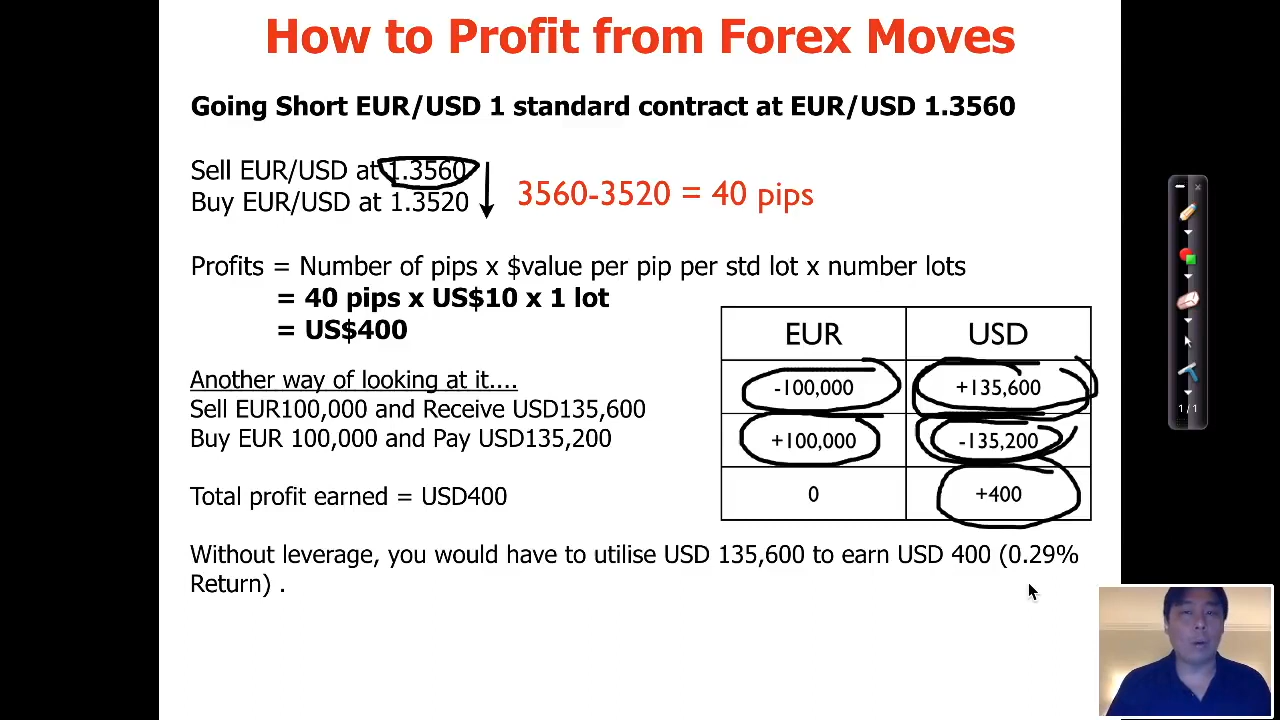 How to Profit from Forex Moves
Going Short EUR/USD 1 standard contract at EUR/USD 1.3560
Sell EUR/USD at 1.3560
Buy EUR/USD at 1.3520
3560-3520 = 40 pips
Profits = Number of pips x $value per pip per std lot x number lots
= 40 pips x US$10 x 1 lot
= US$400
Another way of looking at it....
Sell EUR100,000 and Receive USD135,600
Buy EUR 100,000 and Pay USD135,200
Total profit earned = USD400
EUR USD
-100,000 +135,600
+100,000 -135,200
0 +400
Without leverage, you would have to utilise USD 135,600 to earn USD 400 (0.29%
Return) .
1/1